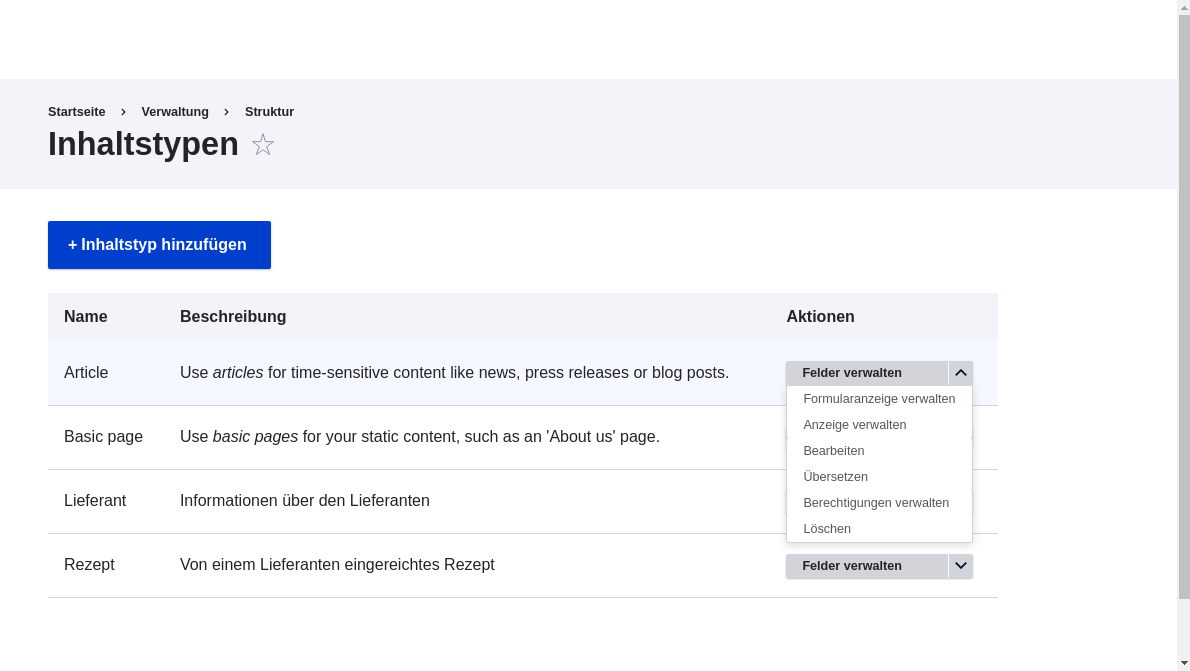 Startseite › Verwaltung › Struktur
Inhaltstypen ☆
+ Inhaltstyp hinzufügen
Name Beschreibung Aktionen
Article Use articles for time-sensitive content like news, press releases or blog posts. Felder verwalten
Formularanzeige verwalten
Anzeige verwalten
Basic page Use basic pages for your static content, such as an 'About us' page.
Bearbeiten
Übersetzen
Lieferant Informationen über den Lieferanten
Berechtigungen verwalten
Löschen
Rezept Von einem Lieferanten eingereichtes Rezept Felder verwalten